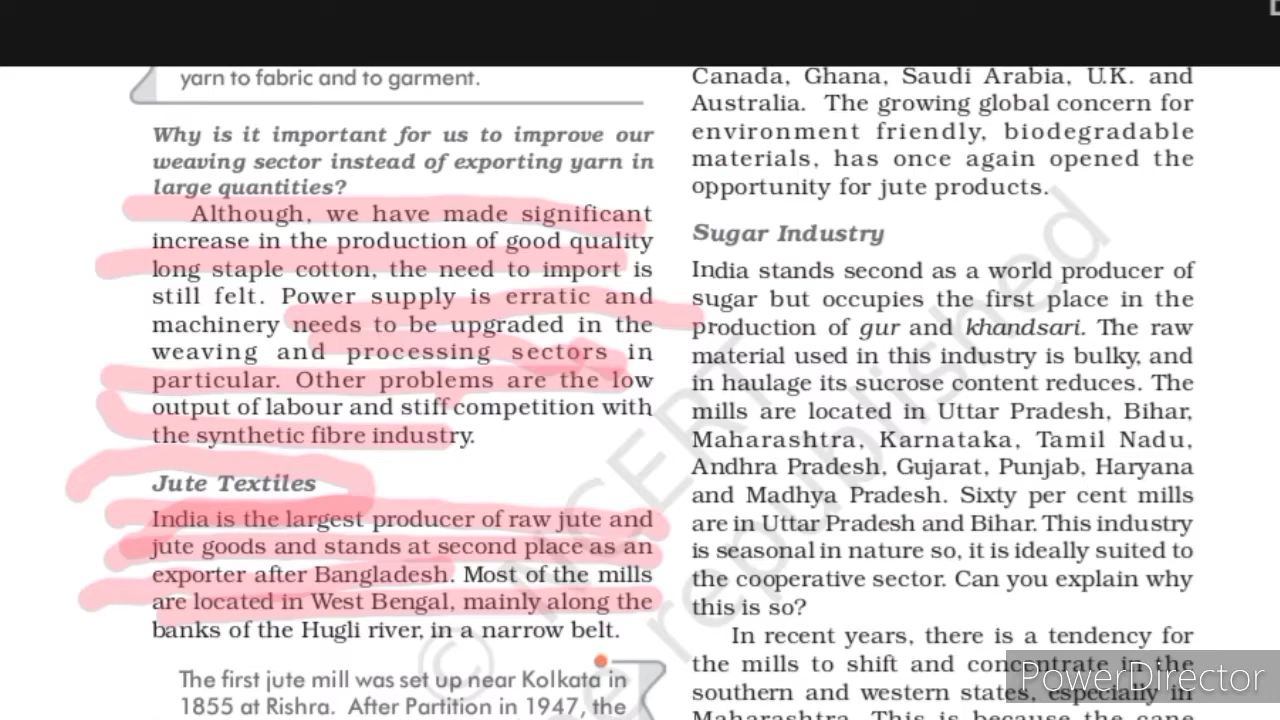 yarn to fabric and to garment.
Why is it important for us to improve our
weaving sector instead of exporting yarn in
large quantities?
Although, we have made significant
increase in the production of good quality
long staple cotton, the need to import is
still felt. Power supply is erratic and
machinery needs to be upgraded in the
weaving and processing sectors in
particular. Other problems are the low
output of labour and stiff competition with
the synthetic fibre industry.
Jute Textiles
India is the largest producer of raw jute and
jute goods and stands at second place as an
exporter after Bangladesh. Most of the mills
are located in West Bengal, mainly along the
banks of the Hugli river, in a narrow belt.
The first jute mill was set up near Kolkata in
1855 at Rishra. After Partition in 1947, the
Canada, Ghana, Saudi Arabia, U.K. and
Australia. The growing global concern for
environment friendly, biodegradable
materials, has once again opened the
opportunity for jute products.
Sugar Industry
India stands second as a world producer of
sugar but occupies the first place in the
production of gur and khandsari. The raw
material used in this industry is bulky, and
in haulage its sucrose content reduces. The
mills are located in Uttar Pradesh, Bihar,
Maharashtra, Karnataka, Tamil Nadu,
Andhra Pradesh, Gujarat, Punjab, Haryana
and Madhya Pradesh. Sixty per cent mills
are in Uttar Pradesh and Bihar. This industry
is seasonal in nature so, it is ideally suited to
the cooperative sector. Can you explain why
this is so?
In recent years, there is a tendency for
the mills to shift and concentrate in the
southern and western states, especially in
Maharashtra. This is because the cane
© NCERT
republished
PowerDirector